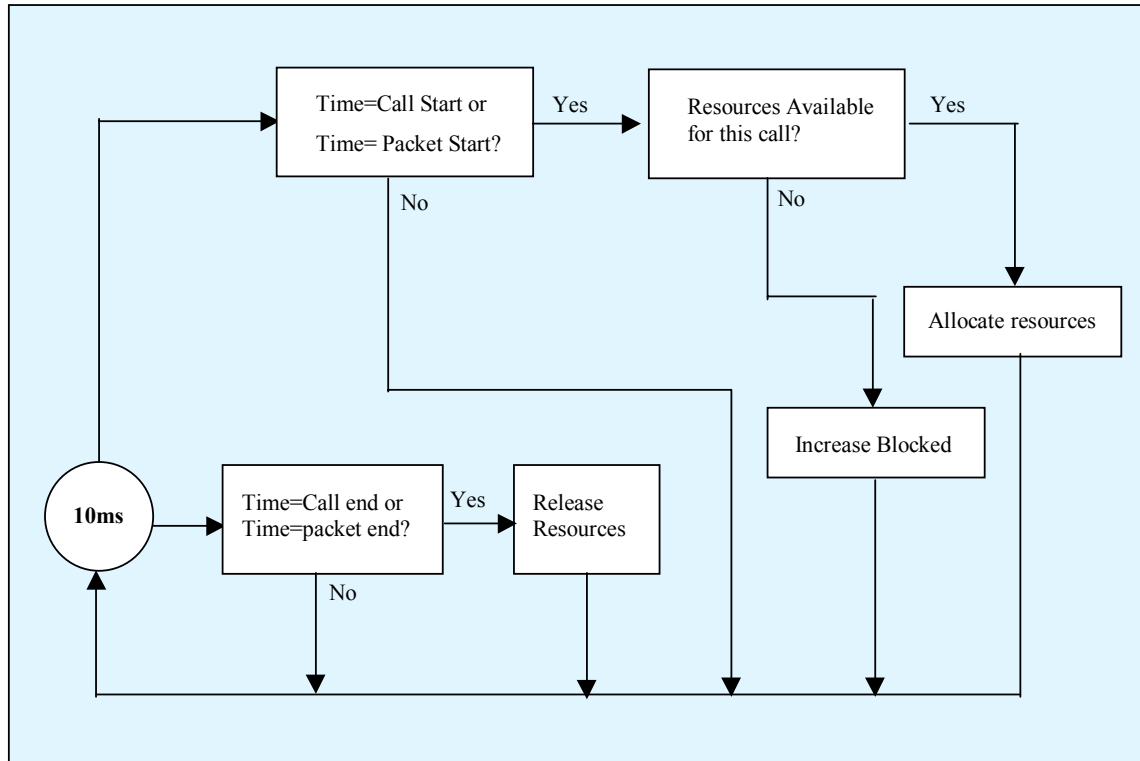 Time=Call Start or
Time= Packet Start?
Yes
Resources Available
for this call?
Yes
No
No
Allocate resources
Increase Blocked
10ms
Time=Call end or
Time=packet end?
Yes
Release
Resources
No